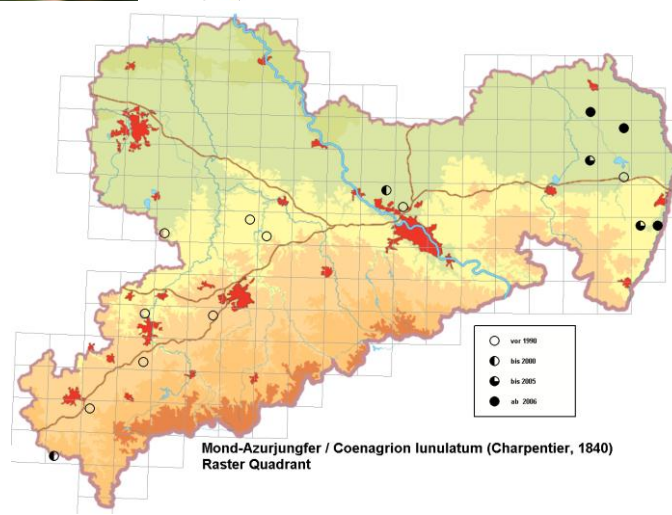 vor 1990
bis 2000
bis 2005
ab 2006
Mond-Azurjungfer / Coenagrion lunulatum (Charpentier, 1840)
Raster Quadrant